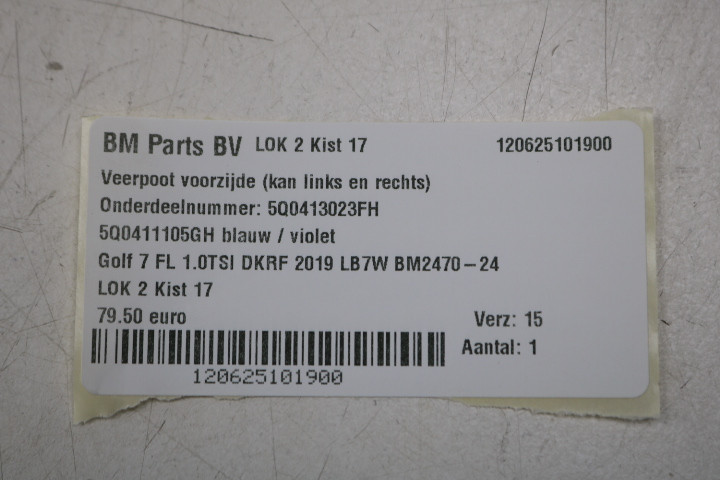 BM Parts BV LOK 2 Kist 17 120625101900
Veerpoot voorzijde (kan links en rechts)
Onderdeelnummer: 5Q0413023FH
5Q0411105GH blauw / violet
Golf 7 FL 1.0TSI DKRF 2019 LB7W BM2470-24
LOK 2 Kist 17
79.50 euro Verz: 15
Aantal: 1
120625101900